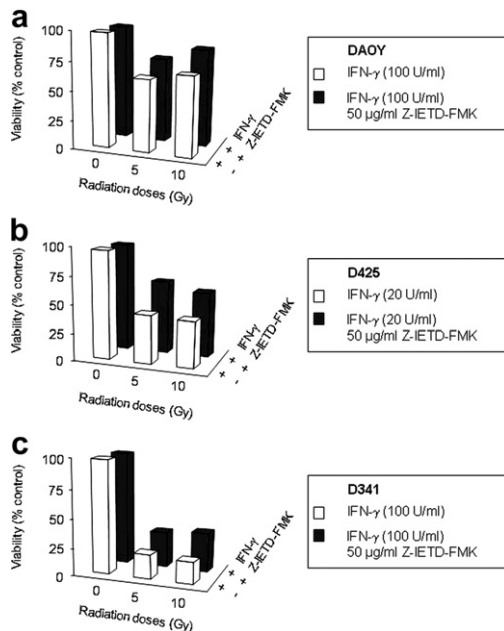 a
Viability (% control)
100
75
50
25
0
0
5
10
Radiation doses (Gy)
+ + IFN-γ
- + Z-IETD-FMK
DAOY
IFN-γ (100 U/ml)
IFN-γ (100 U/ml)
50 µg/ml Z-IETD-FMK
b
Viability (% control)
100
75
50
25
0
0
5
10
Radiation doses (Gy)
+ + IFN-γ
- + Z-IETD-FMK
D425
IFN-γ (20 U/ml)
IFN-γ (20 U/ml)
50 µg/ml Z-IETD-FMK
c
Viability (% control)
100
75
50
25
0
0
5
10
Radiation doses (Gy)
+ + IFN-γ
- + Z-IETD-FMK
D341
IFN-γ (100 U/ml)
IFN-γ (100 U/ml)
50 µg/ml Z-IETD-FMK